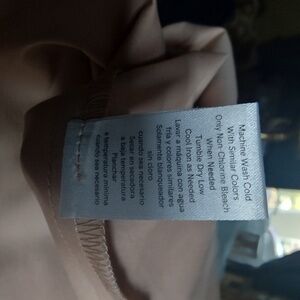 Machine Wash Cold
With Similar Colors
Only Non-Chlorine Bleach
When Needed
Tumble Dry Low
Cool Iron as Needed
Lavar a máquina con agua
fría y colores similares
Solamente blanqueador
sin cloro
cuando sea necesario
Secar en secadora
a baja temperatura
Planchar
a temperatura mínima
cuando sea necesario